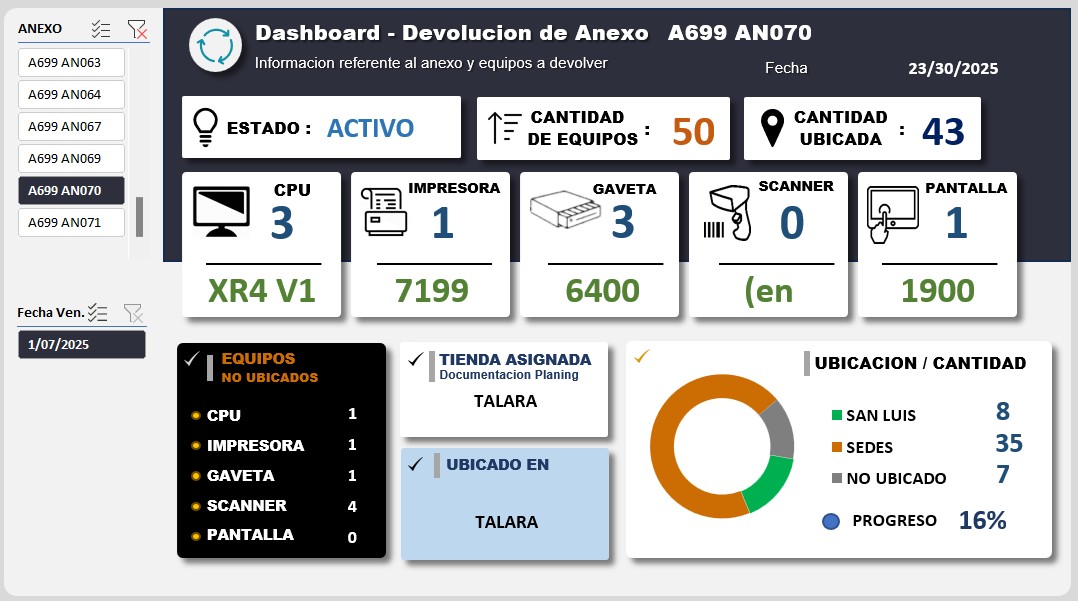 ANEXO
A699 AN063
A699 AN064
A699 AN067
A699 AN069
A699 AN070
A699 AN071
Fecha Ven.
1/07/2025
Dashboard - Devolucion de Anexo A699 AN070
Informacion referente al anexo y equipos a devolver
Fecha 23/30/2025
ESTADO : ACTIVO
CANTIDAD
DE EQUIPOS : 50
CANTIDAD
UBICADA : 43
CPU
3
XR4 V1
IMPRESORA
1
7199
GAVETA
3
6400
SCANNER
0
(en
PANTALLA
1
1900
EQUIPOS
NO UBICADOS
CPU 1
IMPRESORA 1
GAVETA 1
SCANNER 4
PANTALLA 0
TIENDA ASIGNADA
Documentacion Planing
TALARA
UBICADO EN
TALARA
UBICACION / CANTIDAD
SAN LUIS 8
SEDES 35
NO UBICADO 7
PROGRESO 16%